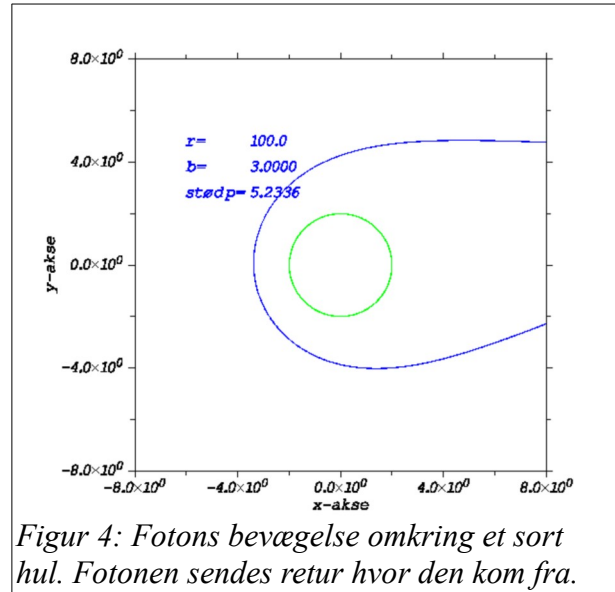 8.0×10⁰
r= 100.0
4.0×10⁰
b= 3.0000
stødp= 5.2336
y-akse
0.0×10⁰
-4.0×10⁰
-8.0×10⁰
-8.0×10⁰ -4.0×10⁰ 0.0×10⁰ 4.0×10⁰ 8.0×10⁰
x-akse
Figur 4: Fotons bevægelse omkring et sort
hul. Fotonen sendes retur hvor den kom fra.